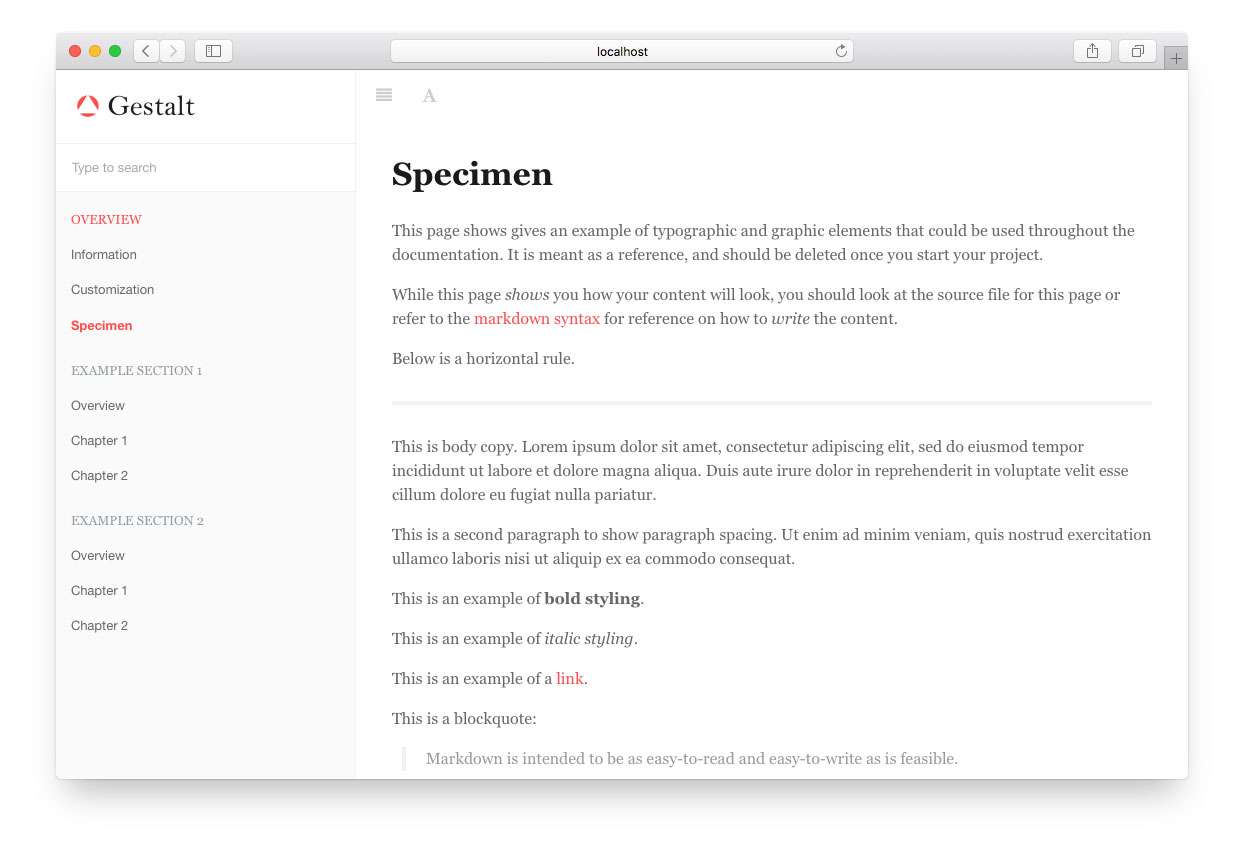 localhost
Gestalt
A
Type to search
OVERVIEW
Information
Customization
Specimen
EXAMPLE SECTION 1
Overview
Chapter 1
Chapter 2
EXAMPLE SECTION 2
Overview
Chapter 1
Chapter 2
Specimen
This page shows gives an example of typographic and graphic elements that could be used throughout the
documentation. It is meant as a reference, and should be deleted once you start your project.
While this page shows you how your content will look, you should look at the source file for this page or
refer to the markdown syntax for reference on how to write the content.
Below is a horizontal rule.
This is body copy. Lorem ipsum dolor sit amet, consectetur adipiscing elit, sed do eiusmod tempor
incididunt ut labore et dolore magna aliqua. Duis aute irure dolor in reprehenderit in voluptate velit esse
cillum dolore eu fugiat nulla pariatur.
This is a second paragraph to show paragraph spacing. Ut enim ad minim veniam, quis nostrud exercitation
ullamco laboris nisi ut aliquip ex ea commodo consequat.
This is an example of bold styling.
This is an example of italic styling.
This is an example of a link.
This is a blockquote:
Markdown is intended to be as easy-to-read and easy-to-write as is feasible.